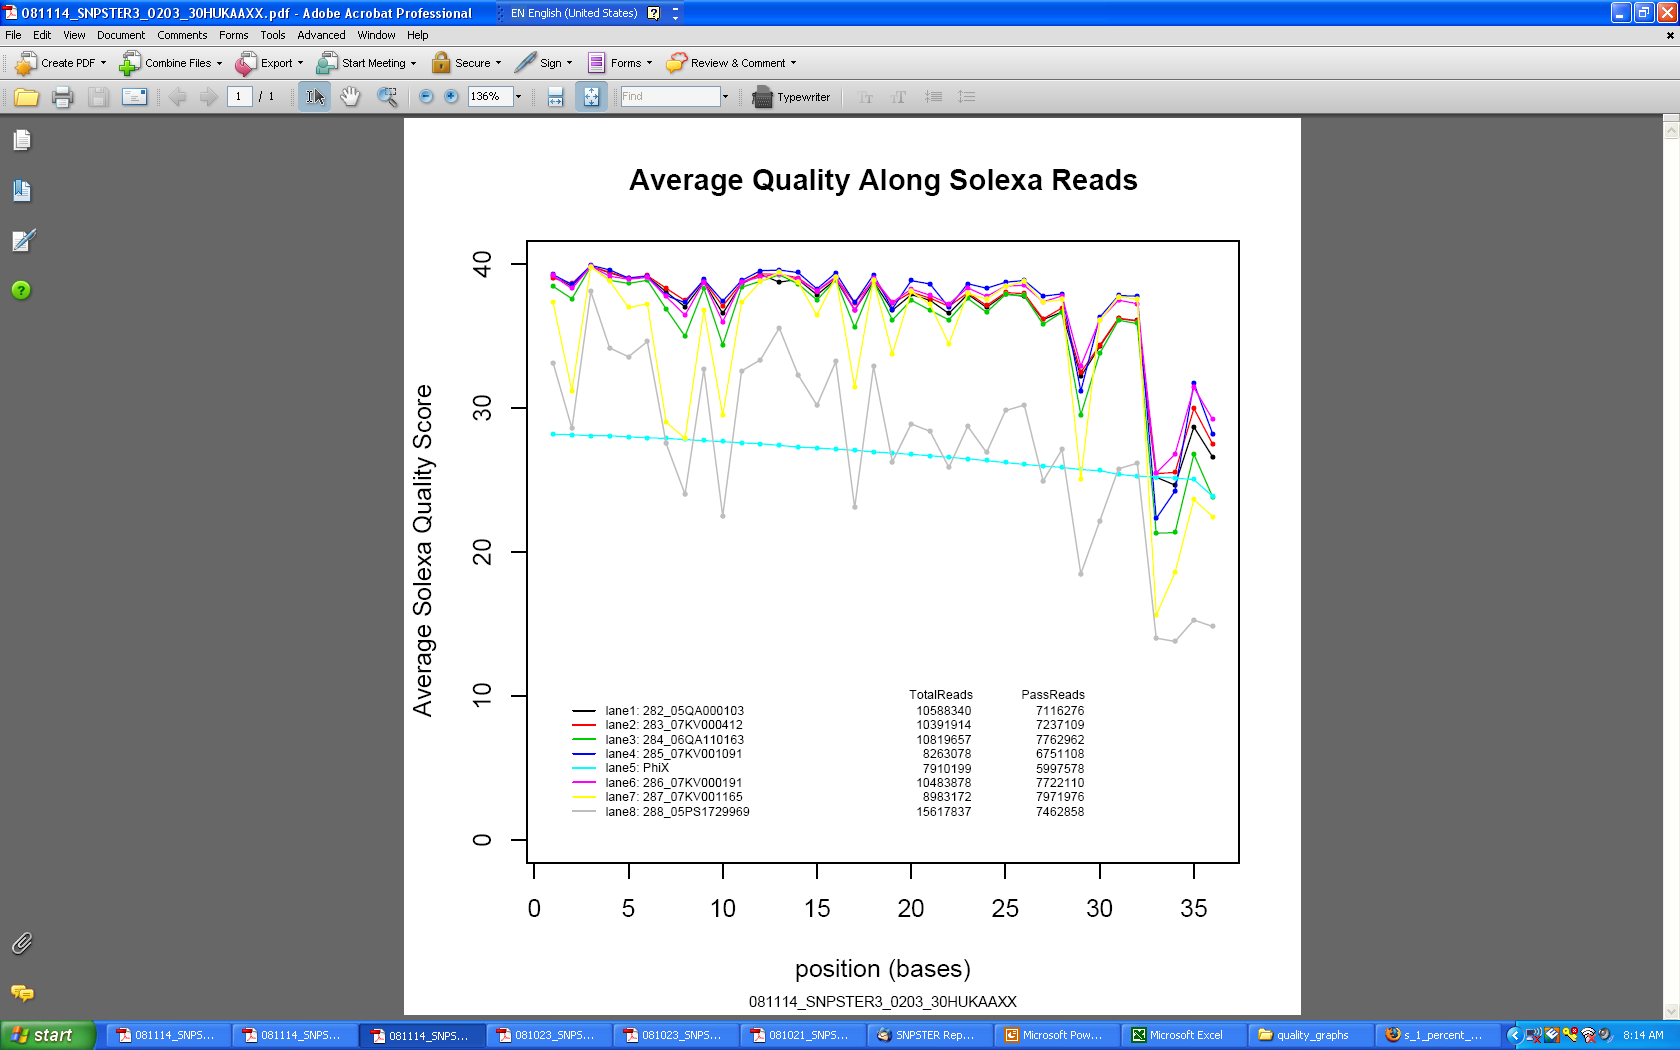 081114_SNPSTER3_0203_30HUKAAXX.pdf - Adobe Acrobat Professional
EN English (United States)
File Edit View Document Comments Forms Tools Advanced Window Help
Create PDF Combine Files Export Start Meeting Secure Sign Forms Review & Comment
1 / 1 136% Find Typewriter
Average Quality Along Solexa Reads
Average Solexa Quality Score
40
30
20
10
0
TotalReads PassReads
lane1: 282_05QA000103 10588340 7116276
lane2: 283_07KV000412 10391914 7237109
lane3: 284_06QA110163 10819657 7762962
lane4: 285_07KV001091 8263078 6751108
lane5: PhiX 7910199 5997578
lane6: 286_07KV000191 10483878 7722110
lane7: 287_07KV001165 8983172 7971976
lane8: 288_05PS1729969 15617837 7462858
0 5 10 15 20 25 30 35
position (bases)
081114_SNPSTER3_0203_30HUKAAXX
start 081114_SNPS... 081114_SNPS... 081114_SNPS... 081023_SNPS... 081023_SNPS... 081021_SNPS... SNPSTER Rep... Microsoft Pow... Microsoft Excel quality_graphs s_1_percent_... 8:14 AM